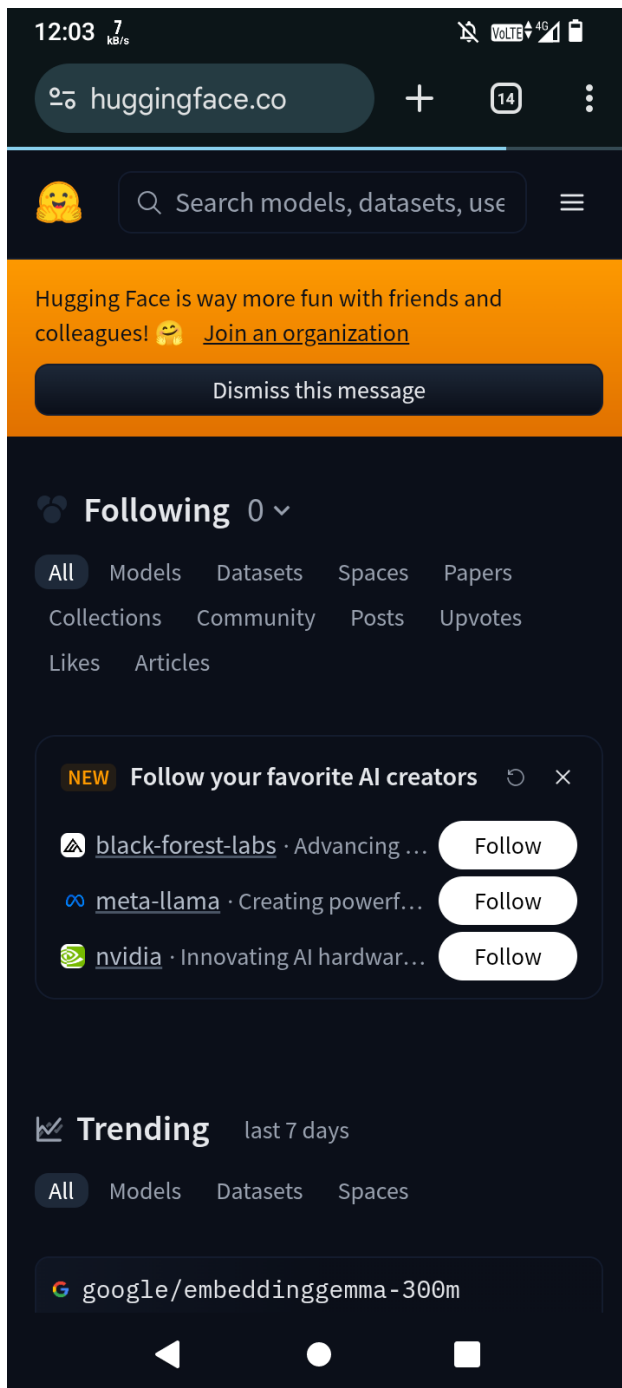 12:03 7 kB/s VoLTE 4G
huggingface.co 14
Search models, datasets, use
Hugging Face is way more fun with friends and
colleagues! 🤗 Join an organization
Dismiss this message
Following 0
All Models Datasets Spaces Papers
Collections Community Posts Upvotes
Likes Articles
NEW Follow your favorite AI creators
black-forest-labs · Advancing … Follow
meta-llama · Creating powerf… Follow
nvidia · Innovating AI hardwar… Follow
Trending last 7 days
All Models Datasets Spaces
google/embeddinggemma-300m